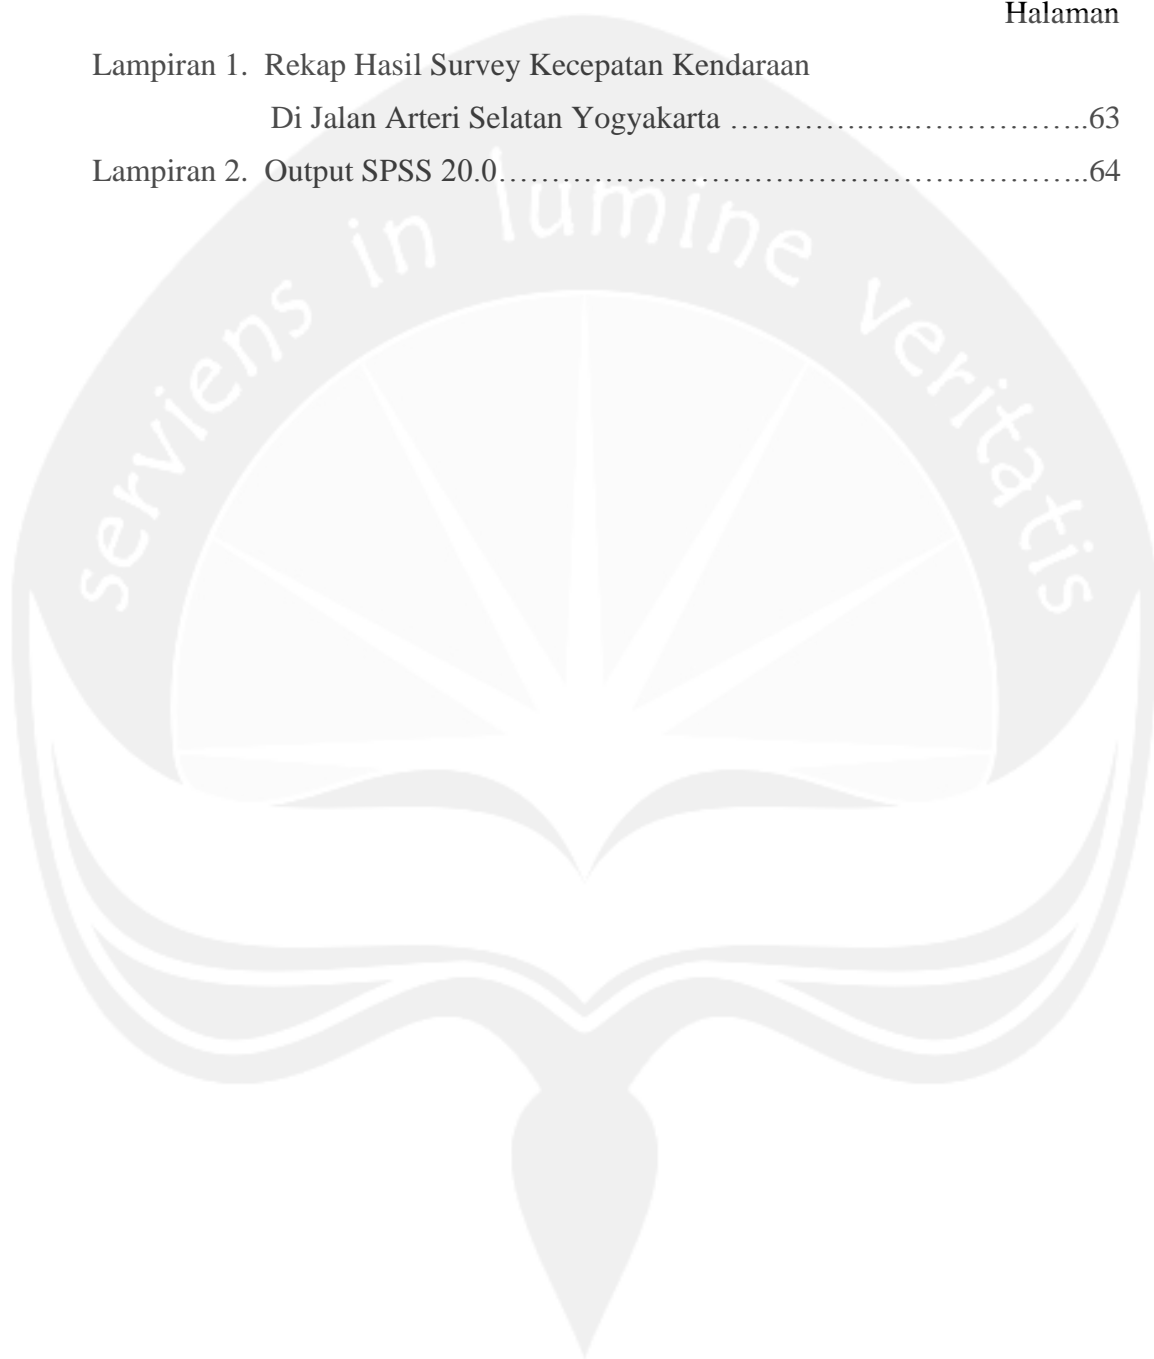 Halaman
Lampiran 1. Rekap Hasil Survey Kecepatan Kendaraan
Di Jalan Arteri Selatan Yogyakarta ………….…..……………..63
Lampiran 2. Output SPSS 20.0………………………………………………..64
serviens in lumine veritatis